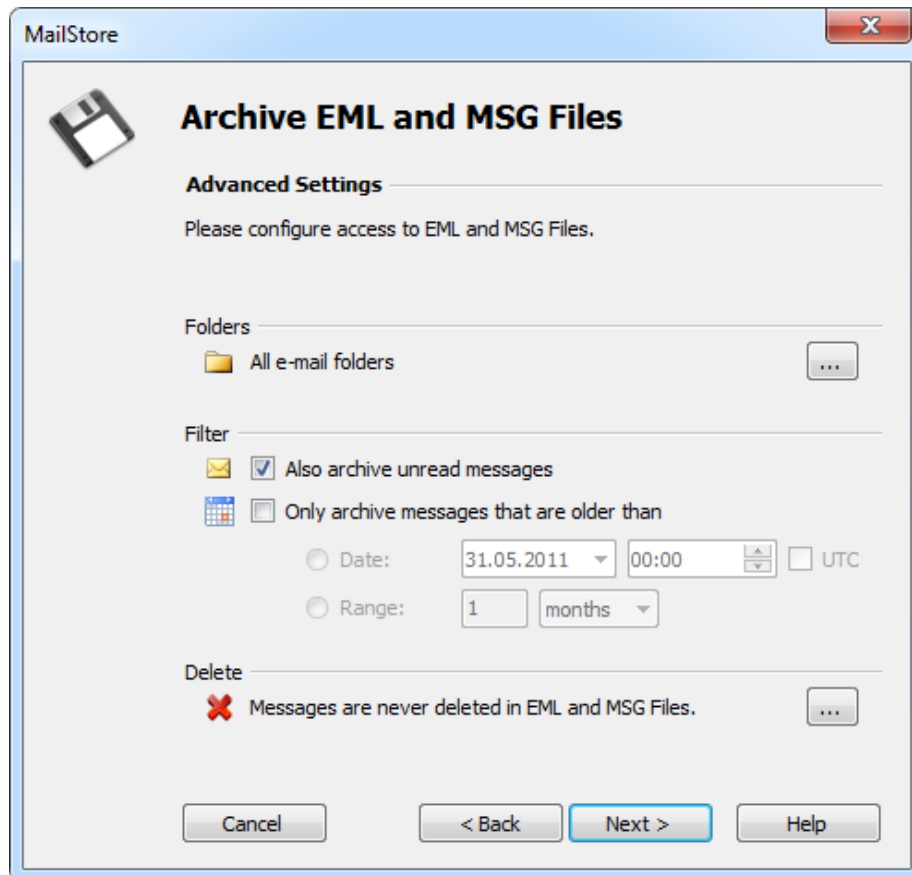 MailStore
Archive EML and MSG Files
Advanced Settings
Please configure access to EML and MSG Files.
Folders
All e-mail folders ...
Filter
Also archive unread messages
Only archive messages that are older than
Date: 31.05.2011 00:00 UTC
Range: 1 months
Delete
Messages are never deleted in EML and MSG Files. ...
Cancel < Back Next > Help